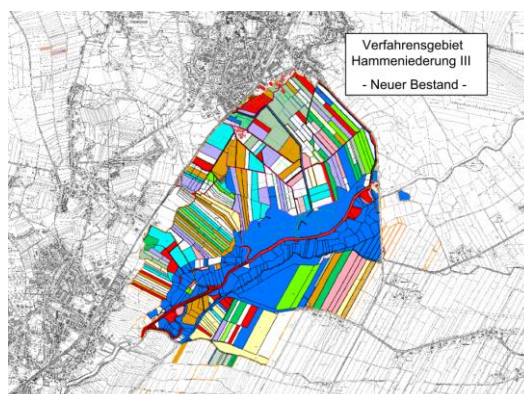 Verfahrensgebiet
Hammeniederung III
- Neuer Bestand -